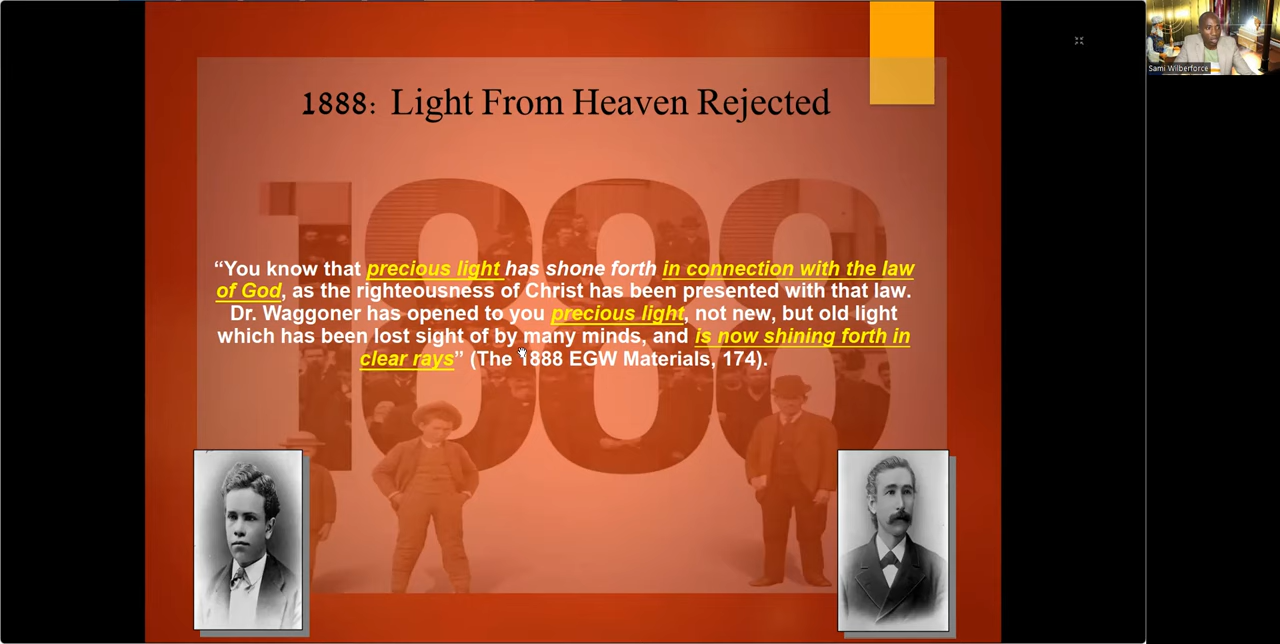 1888: Light From Heaven Rejected
1888
“You know that precious light has shone forth in connection with the law
of God, as the righteousness of Christ has been presented with that law.
Dr. Waggoner has opened to you precious light, not new, but old light
which has been lost sight of by many minds, and is now shining forth in
clear rays” (The 1888 EGW Materials, 174).
Sami Wilberforce